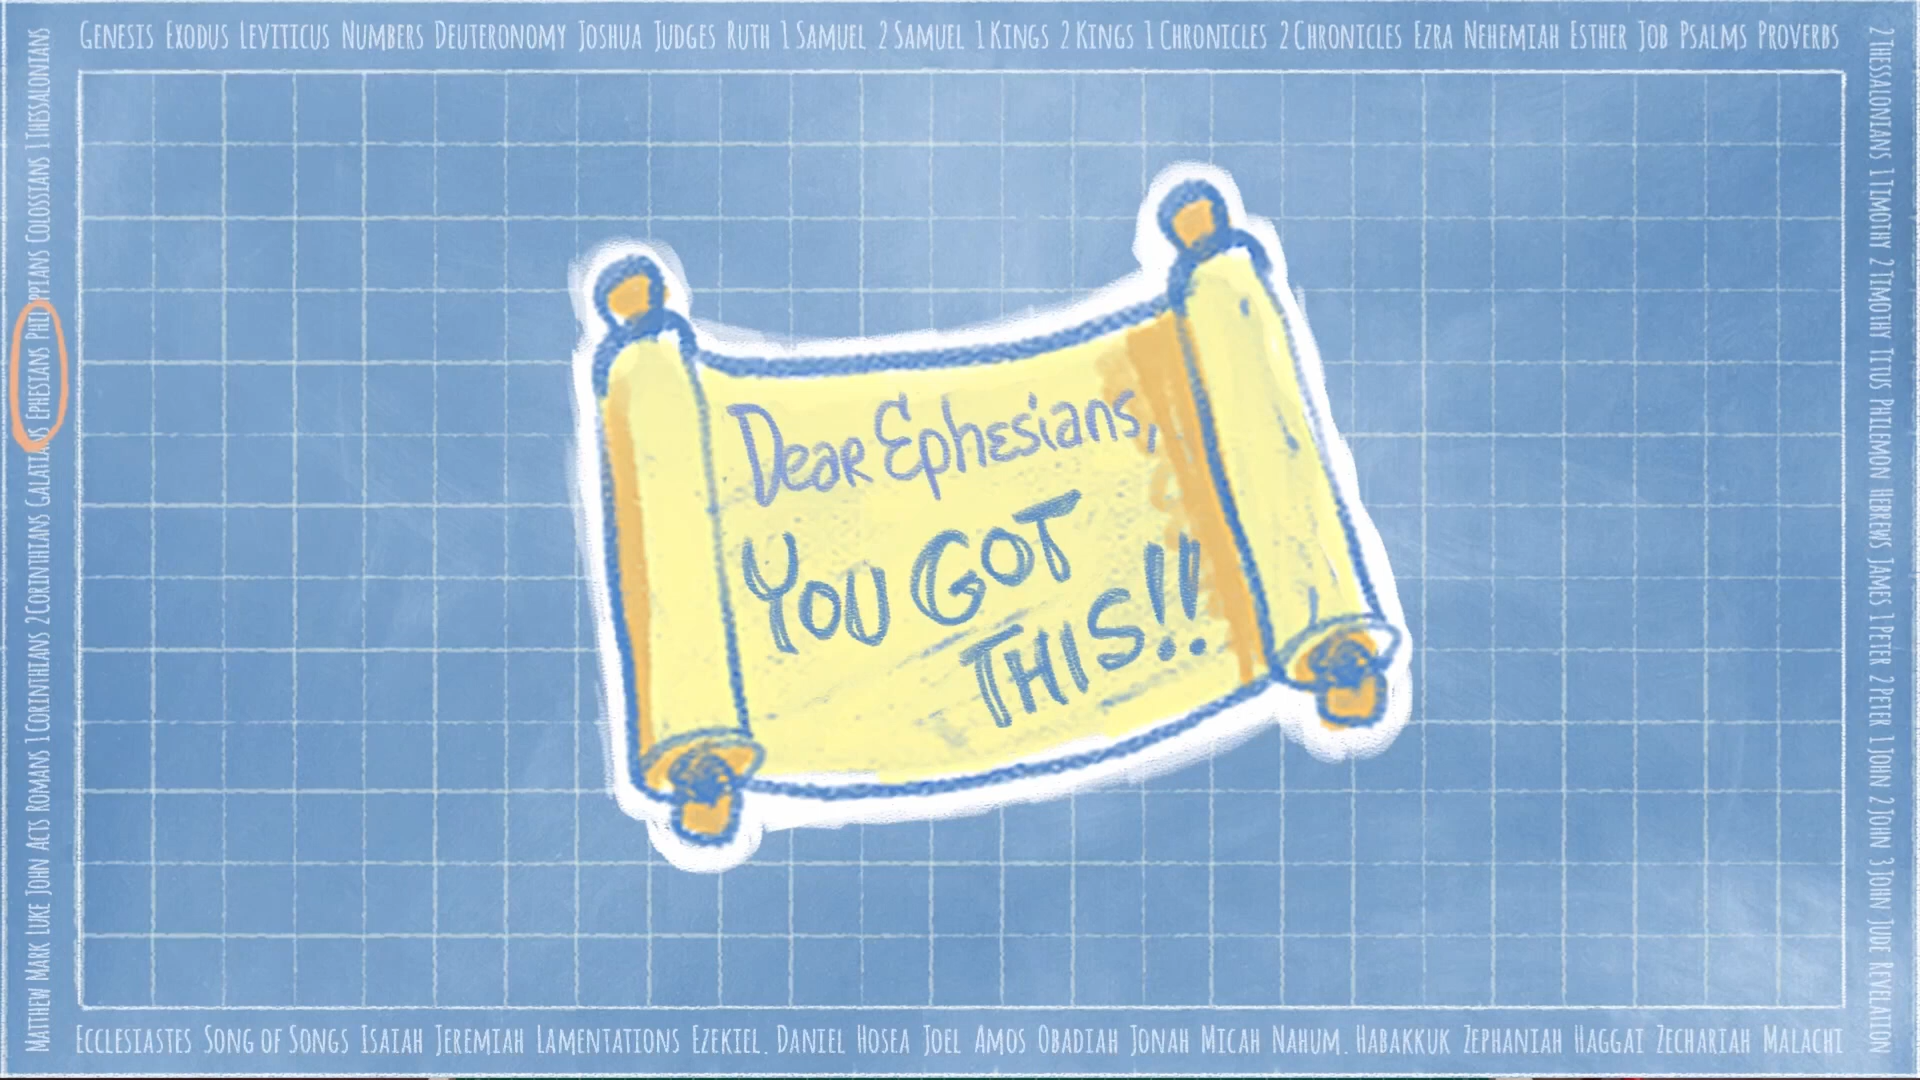 Genesis Exodus Leviticus Numbers Deuteronomy Joshua Judges Ruth 1 Samuel 2 Samuel 1 Kings 2 Kings 1 Chronicles 2 Chronicles Ezra Nehemiah Esther Job Psalms Proverbs
Matthew Mark Luke John Acts Romans 1 Corinthians 2 Corinthians Galatians Ephesians Philippians Colossians 1 Thessalonians
Dear Ephesians,
You Got
This!!
2 Thessalonians 1 Timothy 2 Timothy Titus Philemon Hebrews James 1 Peter 2 Peter 1 John 2 John 3 John Jude Revelation
Ecclesiastes Song of Songs Isaiah Jeremiah Lamentations Ezekiel. Daniel Hosea Joel Amos Obadiah Jonah Micah Nahum. Habakkuk Zephaniah Haggai Zechariah Malachi